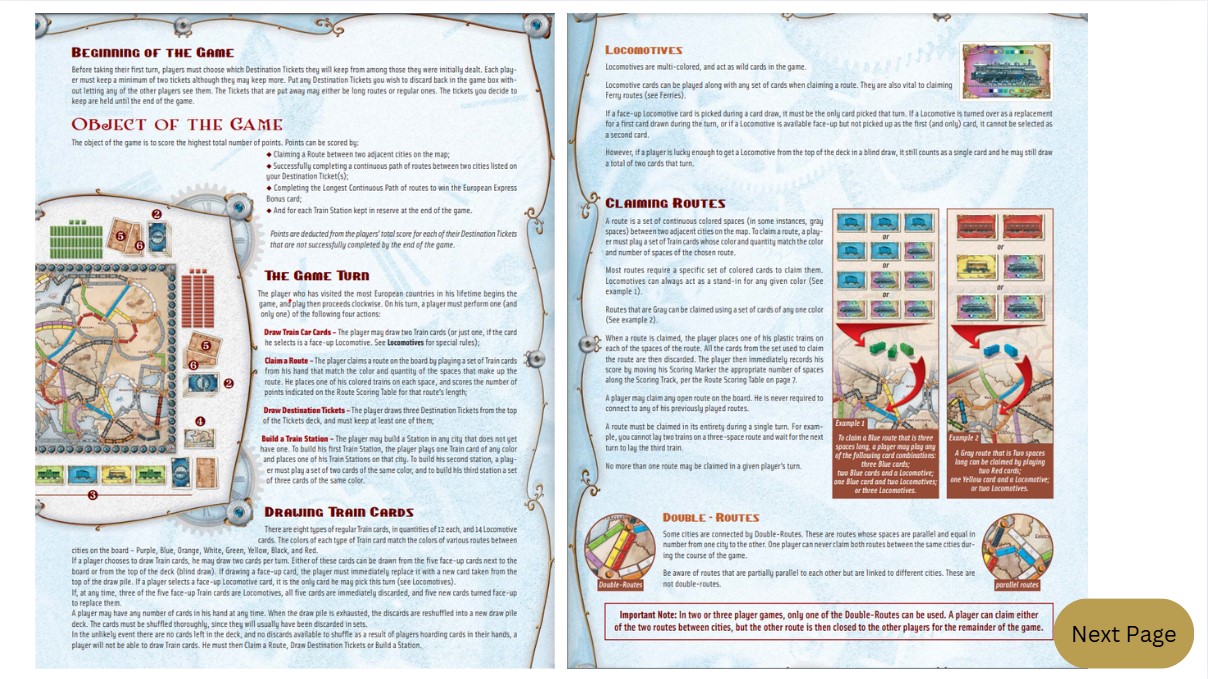 Beginning of the Game
Before taking their first turn, players must choose which Destination Tickets they will keep from among those they were initially dealt. Each play-
er must keep a minimum of two tickets although they may keep more. Put any Destination Tickets you wish to discard back in the game box with-
out letting any of the other players see them. The Tickets that are put away may either be long routes or regular ones. The tickets you decide to
keep are held until the end of the game.
Object of the Game
The object of the game is to score the highest total number of points. Points can be scored by:
◆ Claiming a Route between two adjacent cities on the map;
◆ Successfully completing a continuous path of routes between two cities listed on
your Destination Ticket(s);
◆ Completing the Longest Continuous Path of routes to win the European Express
Bonus card;
◆ And for each Train Station kept in reserve at the end of the game.
Points are deducted from the players' total score for each of their Destination Tickets
that are not successfully completed by the end of the game.
2
5
6
5
6
2
4
3
The Game Turn
The player who has visited the most European countries in his lifetime begins the
game, and play then proceeds clockwise. On his turn, a player must perform one (and
only one) of the following four actions:
Draw Train Car Cards – The player may draw two Train cards (or just one, if the card
he selects is a face-up Locomotive. See Locomotives for special rules);
Claim a Route – The player claims a route on the board by playing a set of Train cards
from his hand that match the color and quantity of the spaces that make up the
route. He places one of his colored trains on each space, and scores the number of
points indicated on the Route Scoring Table for that route's length;
Draw Destination Tickets – The player draws three Destination Tickets from the top
of the Tickets deck, and must keep at least one of them;
Build a Train Station – The player may build a Station in any city that does not yet
have one. To build his first Train Station, the player plays one Train card of any color
and places one of his Train Stations on that city. To build his second station, a play-
er must play a set of two cards of the same color, and to build his third station a set
of three cards of the same color.
Drawing Train Cards
There are eight types of regular Train cards, in quantities of 12 each, and 14 Locomotive
cards. The colors of each type of Train card match the colors of various routes between
cities on the board – Purple, Blue, Orange, White, Green, Yellow, Black, and Red.
If a player chooses to draw Train cards, he may draw two cards per turn. Either of these cards can be drawn from the five face-up cards next to the
board or from the top of the deck (blind draw). If drawing a face-up card, the player must immediately replace it with a new card taken from the
top of the draw pile. If a player selects a face-up Locomotive card, it is the only card he may pick this turn (see Locomotives).
If, at any time, three of the five face-up Train cards are Locomotives, all five cards are immediately discarded, and five new cards turned face-up
to replace them.
A player may have any number of cards in his hand at any time. When the draw pile is exhausted, the discards are reshuffled into a new draw pile
deck. The cards must be shuffled thoroughly, since they will usually have been discarded in sets.
In the unlikely event there are no cards left in the deck, and no discards available to shuffle as a result of players hoarding cards in their hands, a
player will not be able to draw Train Cards. He must then Claim a Route, Draw Destination Tickets or Build a Station.
Locomotives
Locomotives are multi-colored, and act as wild cards in the game.
Locomotive cards can be played along with any set of cards when claiming a route. They are also vital to claiming
Ferry routes (see Ferries).
If a face-up Locomotive card is picked during a card draw, it must be the only card picked that turn. If a Locomotive is turned over as a replacement
for a first card drawn during the turn, or if a Locomotive is available face-up but not picked up as the first (and only) card, it cannot be selected as
a second card.
However, if a player is lucky enough to get a Locomotive from the top of the deck in a blind draw, it still counts as a single card and he may still draw
a total of two cards that turn.
Claiming Routes
A route is a set of continuous colored spaces (in some instances, gray
spaces) between two adjacent cities on the map. To claim a route, a play-
er must play a set of Train cards whose color and quantity match the color
and number of spaces of the chosen route.
Most routes require a specific set of colored cards to claim them.
Locomotives can always act as a stand-in for any given color (See
example 1).
Routes that are Gray can be claimed using a set of cards of any one color
(See example 2).
When a route is claimed, the player places one of his plastic trains on
each of the spaces of the route. All the cards from the set used to claim
the route are then discarded. The player then immediately records his
score by moving his Scoring Marker the appropriate number of spaces
along the Scoring Track, per the Route Scoring Table on page 7.
A player may claim any open route on the board. He is never required to
connect to any of his previously played routes.
A route must be claimed in its entirety during a single turn. For exam-
ple, you cannot lay two trains on a three-space route and wait for the next
turn to lay the third train.
No more than one route may be claimed in a given player's turn.
or
or
or
Example 1
To claim a Blue route that is three
spaces long, a player may play any
of the following card combinations:
three Blue cards;
two Blue cards and a Locomotive;
one Blue card and two Locomotives;
or three Locomotives.
or
or
Example 2
A Gray route that is Two spaces
long can be claimed by playing
two Red cards;
one Yellow card and a Locomotive;
or two Locomotives.
Double - Routes
Some cities are connected by Double-Routes. These are routes whose spaces are parallel and equal in
number from one city to the other. One player can never claim both routes between the same cities dur-
ing the course of the game.
Be aware of routes that are partially parallel to each other but are linked to different cities. These are
not double-routes.
Double-Routes
parallel routes
Important Note: In two or three player games, only one of the Double-Routes can be used. A player can claim either
of the two routes between cities, but the other route is then closed to the other players for the remainder of the game.
Next Page